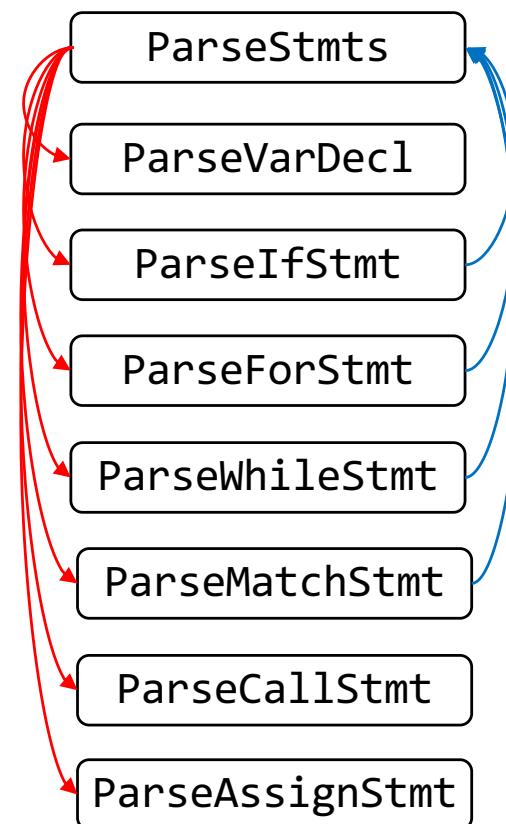 ParseStmts
ParseVarDecl
ParseIfStmt
ParseForStmt
ParseWhileStmt
ParseMatchStmt
ParseCallStmt
ParseAssignStmt